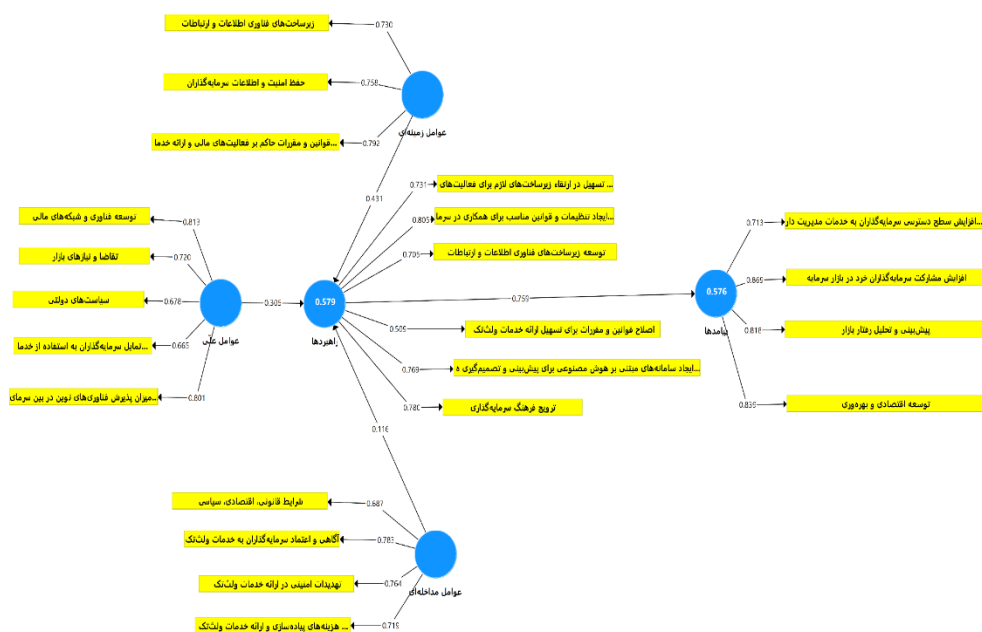 زیرساخت‌های فناوری اطلاعات و ارتباطات
0.730
حفظ امنیت و اطلاعات سرمایه‌گذاران
0.758
...قوانین و مقررات حاکم بر فعالیت‌های مالی و ارائه خدما
0.792
عوامل زمینه‌ای
0.431
توسعه فناوری و شبکه‌های مالی
0.813
تقاضا و نیازهای بازار
0.720
سیاست‌های دولتی
0.678
...تمایل سرمایه‌گذاران به استفاده از خدما
0.663
...میزان پذیرش فناوری‌های نوین در بین سرمای
0.801
عوامل علی
0.305
0.579
راهبردها
... تسهیل در ارتقاء زیرساخت‌های لازم برای فعالیت‌های
0.731
...ایجاد تنظیمات و قوانین مناسب برای همکاری در سرما
0.805
توسعه زیرساخت‌های فناوری اطلاعات و ارتباطات
0.705
اصلاح قوانین و مقررات برای تسهیل ارائه خدمات ولث‌تک
0.509
...ایجاد سامانه‌های مبتنی بر هوش مصنوعی برای پیش‌بینی و تصمیم‌گیری ه
0.769
ترویج فرهنگ سرمایه‌گذاری
0.780
0.759
0.576
پیامدها
...افزایش سطح دسترسی سرمایه‌گذاران به خدمات مدیریت دار
0.713
افزایش مشارکت سرمایه‌گذاران خرد در بازار سرمایه
0.869
پیش‌بینی و تحلیل رفتار بازار
0.818
توسعه اقتصادی و بهره‌وری
0.839
0.116
شرایط قانونی، اقتصادی، سیاسی
0.687
آگاهی و اعتماد سرمایه‌گذاران به خدمات ولث‌تک
0.783
تهدیدات امنیتی در ارائه خدمات ولث‌تک
0.764
... هزینه‌های پیاده‌سازی و ارائه خدمات ولث‌تک
0.719
عوامل مداخله‌ای